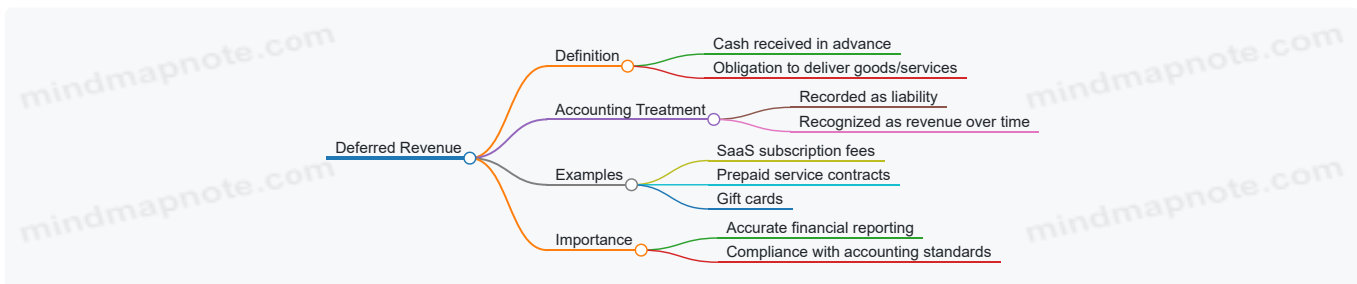 mindmapnote.com
mindmapnote.com
Deferred Revenue
Definition
Cash received in advance
Obligation to deliver goods/services
Accounting Treatment
Recorded as liability
Recognized as revenue over time
Examples
SaaS subscription fees
Prepaid service contracts
Gift cards
Importance
Accurate financial reporting
Compliance with accounting standards
mindmapnote.com
mindmapnote.com